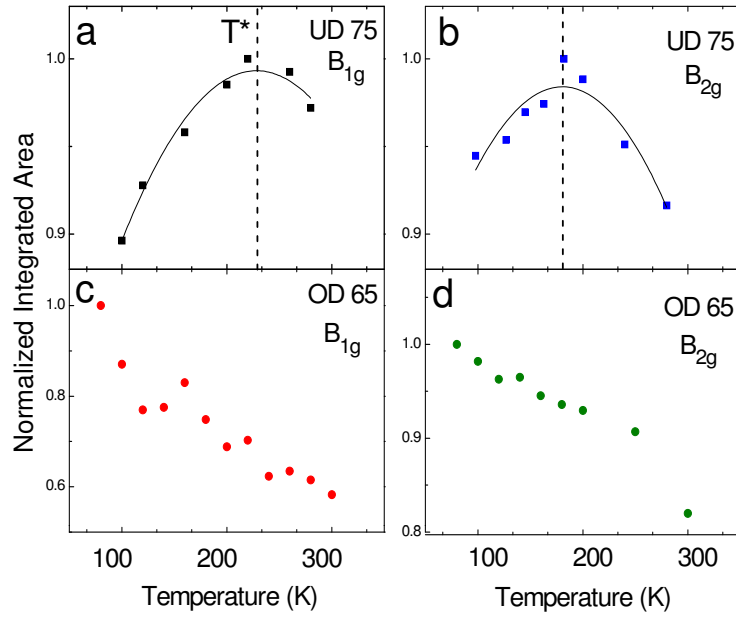 a
T*
UD 75
B1g
b
UD 75
B2g
1.0
0.9
1.0
0.9
Normalized Integrated Area
c
OD 65
B1g
d
OD 65
B2g
1.0
0.8
0.6
1.0
0.9
0.8
100
200
300
100
200
300
Temperature (K)
Temperature (K)